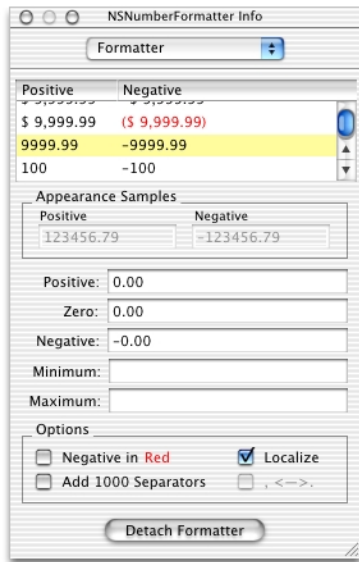 NSNumberFormatter Info
Formatter
Positive Negative
$ 9,999.99 ($ 9,999.99)
9999.99 -9999.99
100 -100
Appearance Samples
Positive Negative
123456.79 -123456.79
Positive: 0.00
Zero: 0.00
Negative: -0.00
Minimum:
Maximum:
Options
Negative in Red Localize
Add 1000 Separators , <->.
Detach Formatter